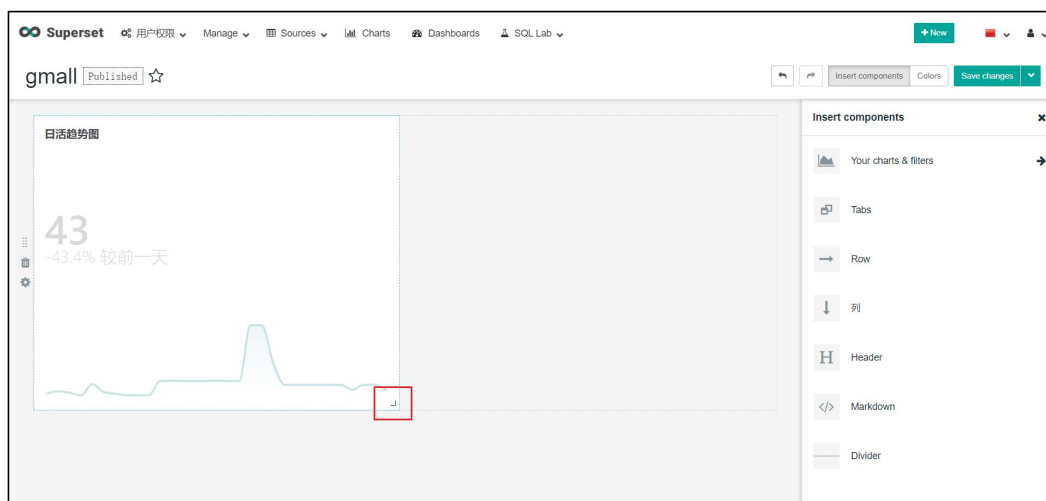 Superset 用户权限 Manage Sources Charts Dashboards SQL Lab + New
gmall Published Insert components Colors Save changes
日活趋势图
43
-43.4% 较前一天
Insert components
Your charts & filters
Tabs
Row
列
Header
Markdown
Divider